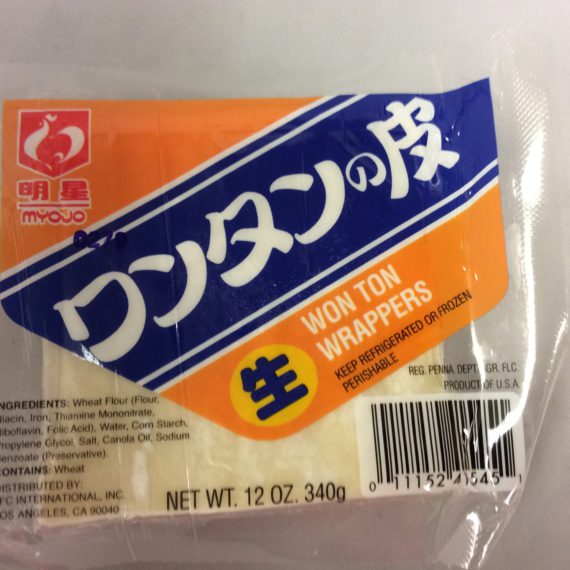 明星
MYOJO
ワンタンの皮
WON TON
WRAPPERS
生
KEEP REFRIGERATED OR FROZEN
PERISHABLE
REG. PENNA. DEPT. AGR. FLC.
PRODUCT OF U.S.A.
NGREDIENTS: Wheat Flour (Flour,
Niacin, Iron, Thiamine Mononitrate,
Riboflavin, Folic Acid), Water, Corn Starch,
Propylene Glycol, Salt, Canola Oil, Sodium
Benzoate (Preservative).
CONTAINS: Wheat
DISTRIBUTED BY:
FC INTERNATIONAL, INC.
LOS ANGELES, CA 90040
NET WT. 12 OZ. 340g
0 11152 41545 1